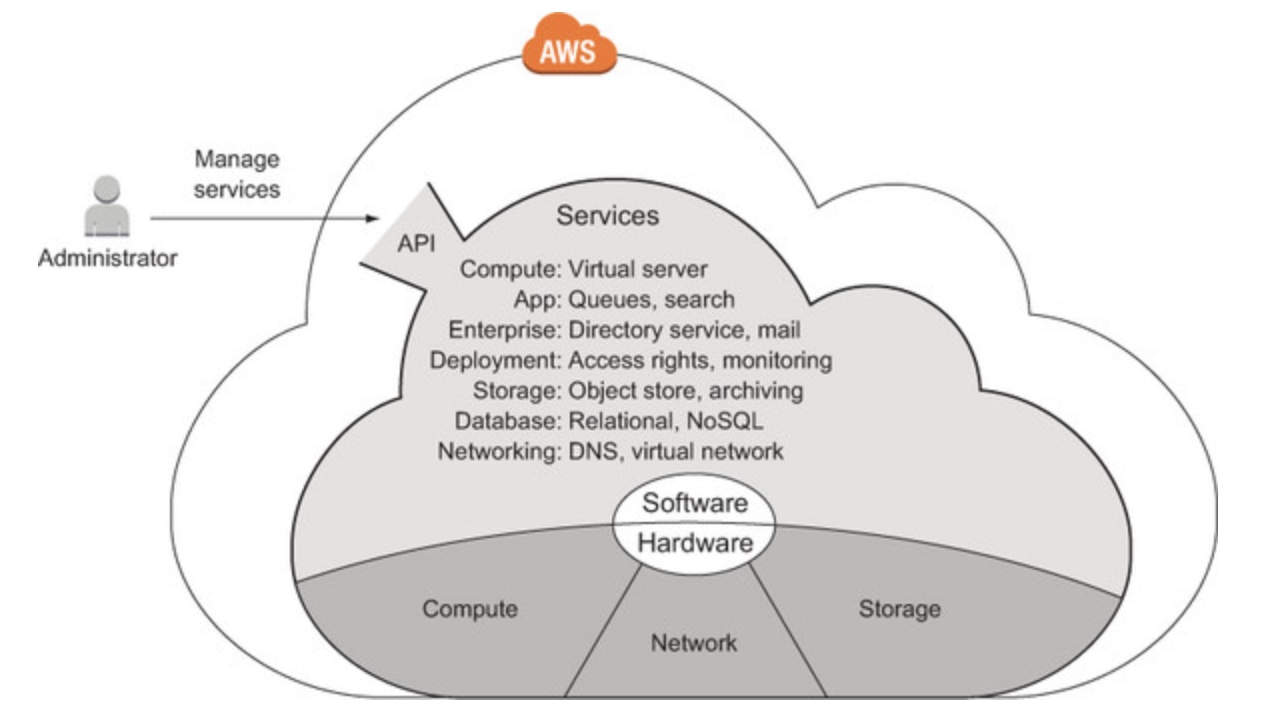 AWS
Manage
services
Administrator
API
Services
Compute: Virtual server
App: Queues, search
Enterprise: Directory service, mail
Deployment: Access rights, monitoring
Storage: Object store, archiving
Database: Relational, NoSQL
Networking: DNS, virtual network
Software
Hardware
Compute
Network
Storage